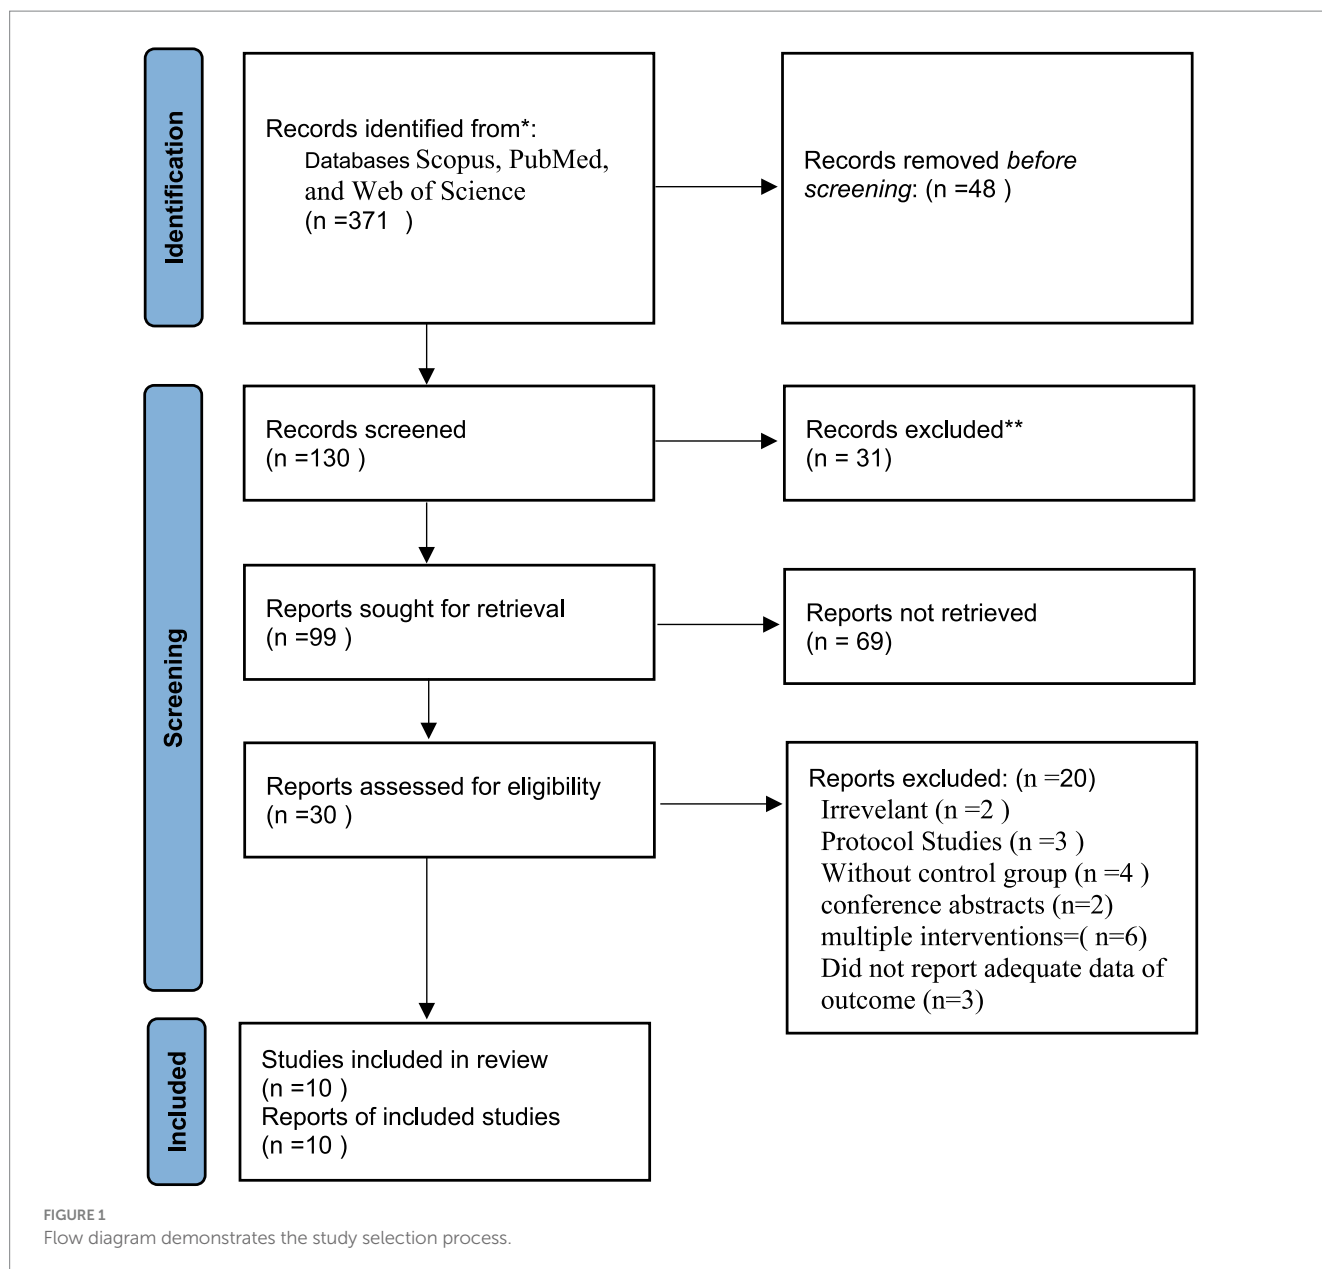 Identification
Records identified from*:
Databases Scopus, PubMed,
and Web of Science
(n =371  )
Records removed before
screening: (n =48 )
Screening
Records screened
(n =130 )
Records excluded**
(n = 31)
Reports sought for retrieval
(n =99 )
Reports not retrieved
(n = 69)
Reports assessed for eligibility
(n =30 )
Reports excluded: (n =20)
Irrevelant (n =2 )
Protocol Studies (n =3 )
Without control group (n =4 )
conference abstracts (n=2)
multiple interventions=( n=6)
Did not report adequate data of
outcome (n=3)
Included
Studies included in review
(n =10 )
Reports of included studies
(n =10 )
FIGURE 1
Flow diagram demonstrates the study selection process.